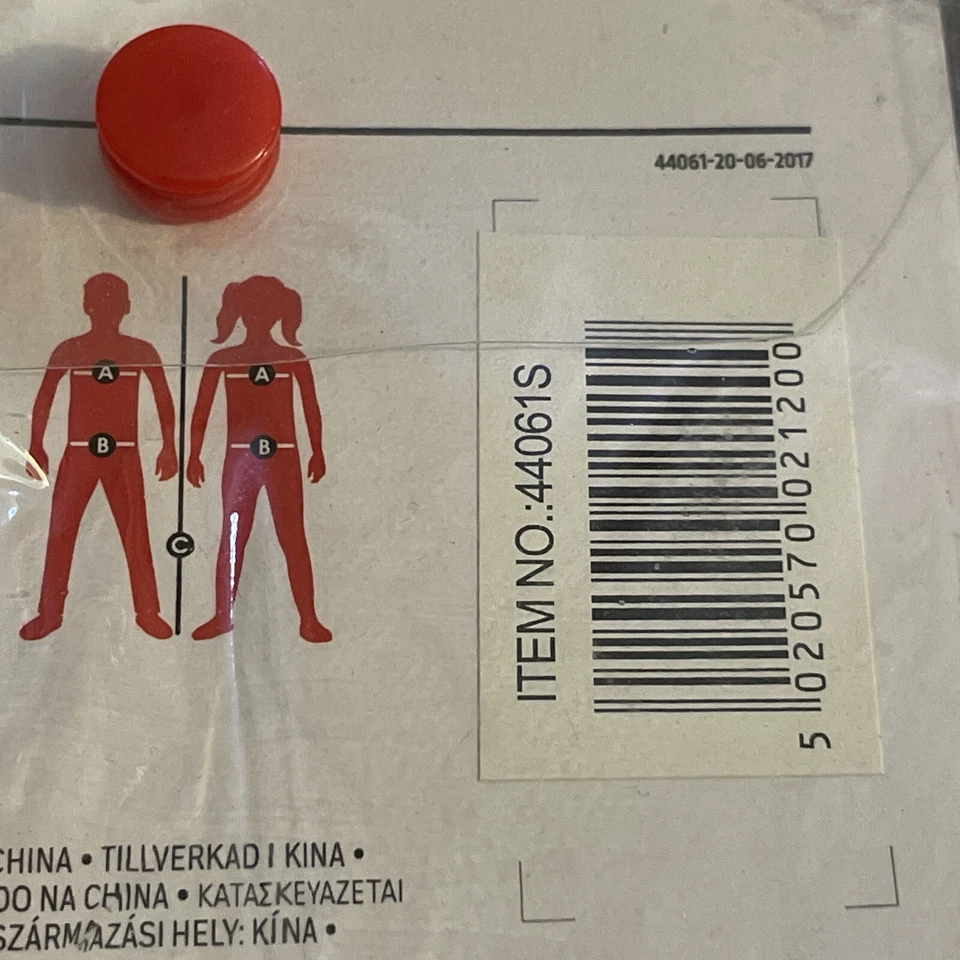 44061-20-06-2017
A
A
B
B
C
ITEM NO.:44061S
5 020570 021200
CHINA • TILLVERKAD I KINA •
NA CHINA • ΚΑΤΑΣΚΕΥΑΖΕΤΑΙ
SZÁRMAZÁSI HELY: KÍNA •